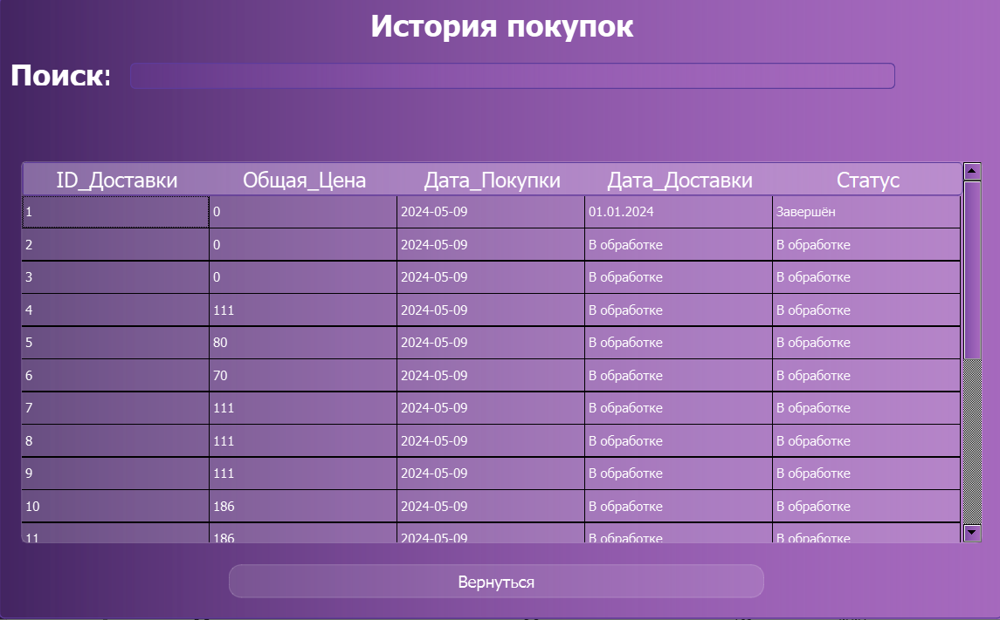 История покупок
Поиск:
ID_Доставки Общая_Цена Дата_Покупки Дата_Доставки Статус
1 0 2024-05-09 01.01.2024 Завершён
2 0 2024-05-09 В обработке В обработке
3 0 2024-05-09 В обработке В обработке
4 111 2024-05-09 В обработке В обработке
5 80 2024-05-09 В обработке В обработке
6 70 2024-05-09 В обработке В обработке
7 111 2024-05-09 В обработке В обработке
8 111 2024-05-09 В обработке В обработке
9 111 2024-05-09 В обработке В обработке
10 186 2024-05-09 В обработке В обработке
11 186 2024-05-09 В обработке В обработке
Вернуться